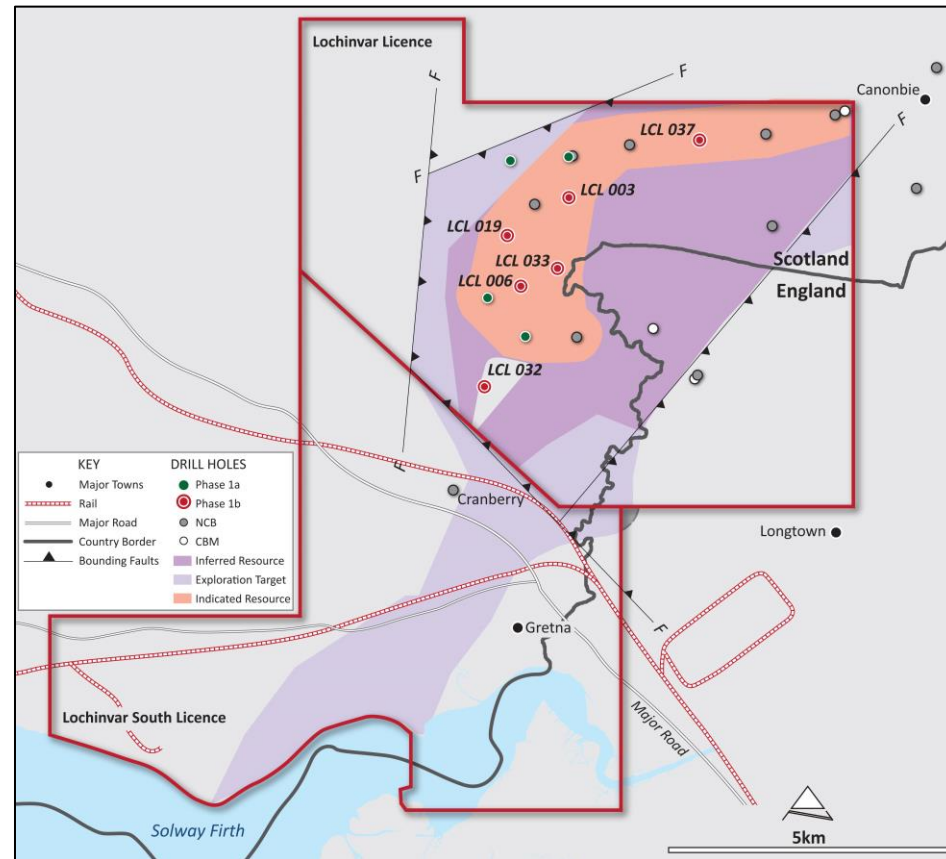 Lochinvar Licence
F
F
Canonbie
F
F
LCL 037
LCL 003
LCL 019
LCL 033
LCL 006
Scotland
England
LCL 032
KEY
Major Towns
Rail
Major Road
Country Border
Bounding Faults
DRILL HOLES
Phase 1a
Phase 1b
NCB
CBM
Inferred Resource
Exploration Target
Indicated Resource
F
Cranberry
Longtown
Gretna
F
Lochinvar South Licence
Major Road
Solway Firth
5km